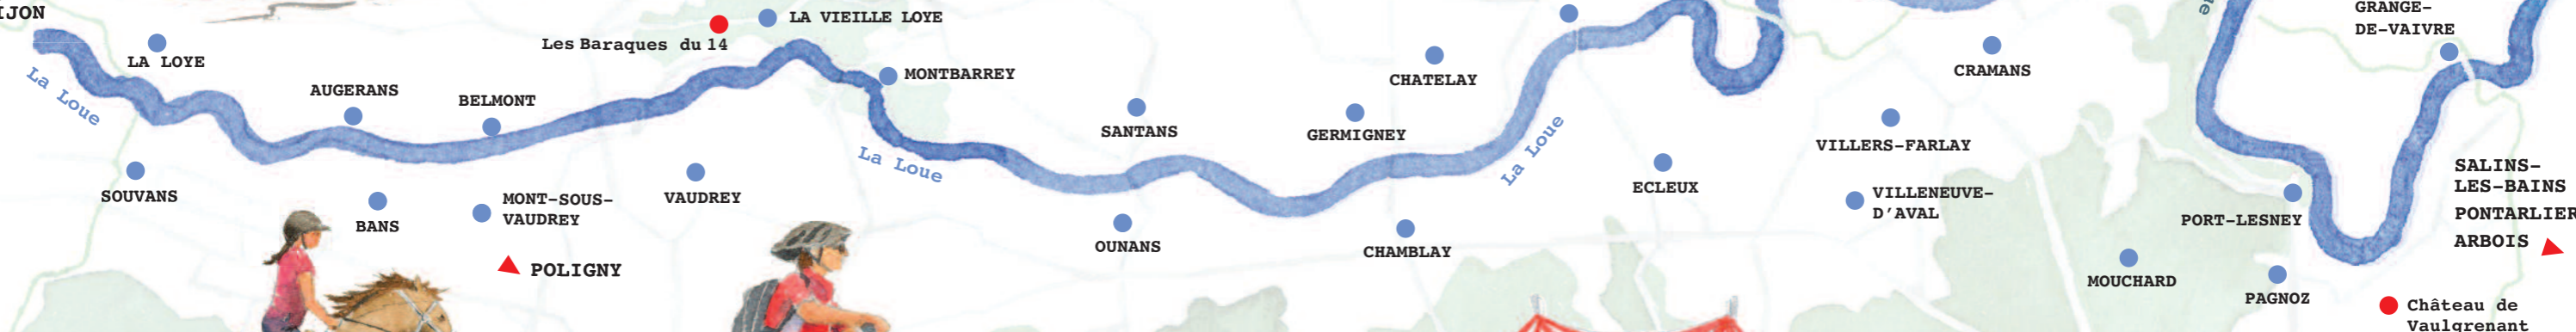 IJON
LA LOYE
La Loue
SOUVANS
AUGERANS
BELMONT
BANS
MONT-SOUS-
VAUDREY
POLIGNY
Les Baraques du 14
LA VIEILLE LOYE
MONTBARREY
VAUDREY
La Loue
SANTANS
OUNANS
GERMIGNEY
CHATELAY
CHAMBLAY
La Loue
ECLEUX
CRAMANS
VILLERS-FARLAY
VILLENEUVE-
D'AVAL
GRANGE-
DE-VAIVRE
PORT-LESNEY
MOUCHARD
PAGNOZ
SALINS-
LES-BAINS
PONTARLIER
ARBOIS
Château de
Vaulgrenant